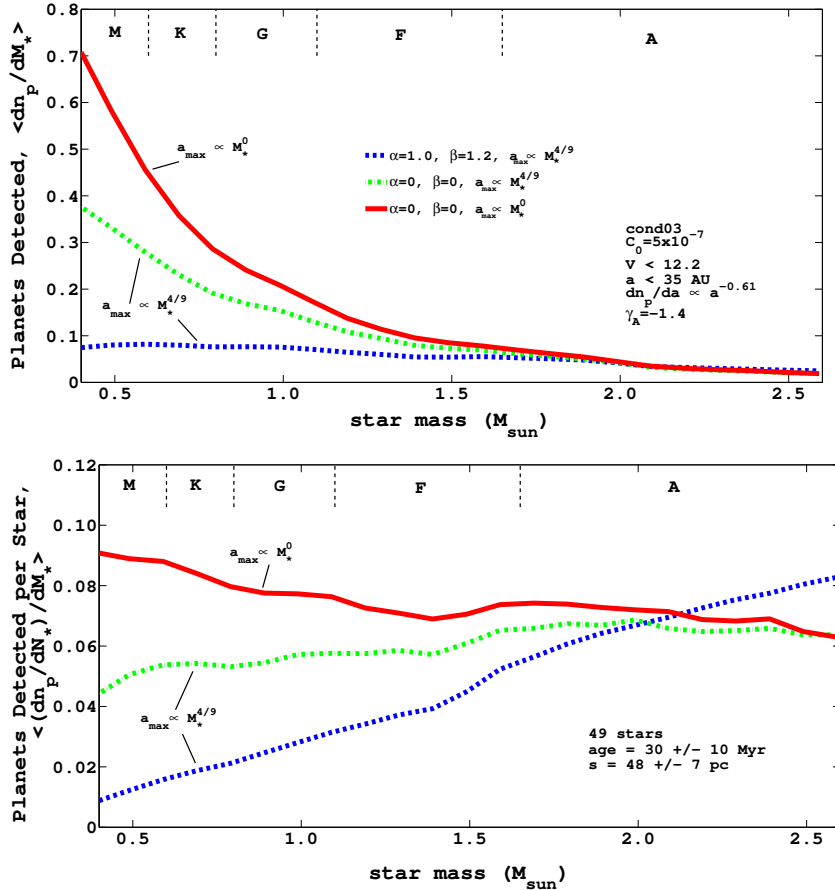 M K G F A
0.8
0.7
0.6
0.5
0.4
0.3
0.2
0.1
0
Planets Detected, <dn_p/dM_*>
a_max ∝ M_*^0
a_max ∝ M_*^4/9
α=1.0, β=1.2, a_max ∝ M_*^4/9
α=0, β=0, a_max ∝ M_*^4/9
α=0, β=0, a_max ∝ M_*^0
cond03
C_0=5x10^-7
V < 12.2
a < 35 AU
dn_p/da ∝ a^-0.61
γ_A=-1.4
0.5 1.0 1.5 2.0 2.5
star mass (M_sun)
M K G F A
0.12
0.10
0.08
0.06
0.04
0.02
0
Planets Detected per Star,
<(dn_p/dN_*)/dM_*>
a_max ∝ M_*^0
a_max ∝ M_*^4/9
49 stars
age = 30 +/- 10 Myr
s = 48 +/- 7 pc
0.5 1.0 1.5 2.0 2.5
star mass (M_sun)